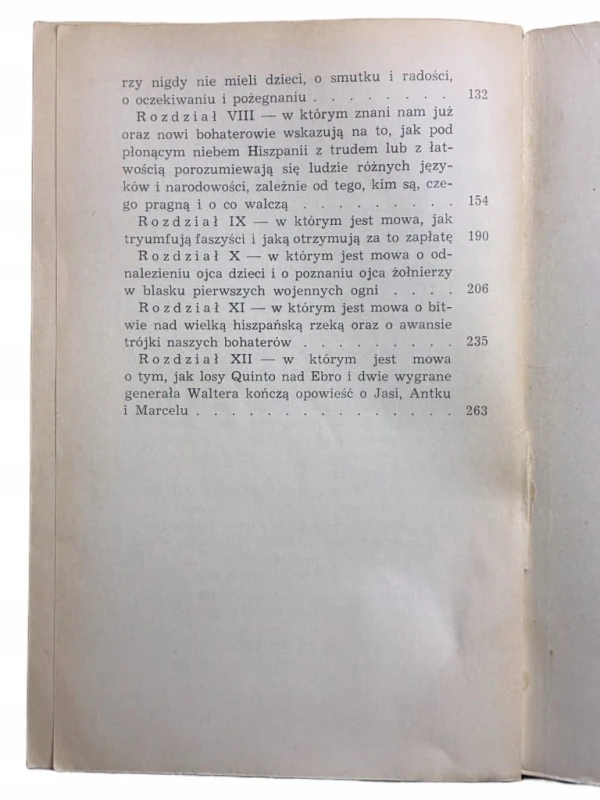 rzy nigdy nie mieli dzieci, o smutku i radości,
o oczekiwaniu i pożegnaniu . . . . . . . . 132
Rozdział VIII — w którym znani nam już
oraz nowi bohaterowie wskazują na to, jak pod
płonącym niebem Hiszpanii z trudem lub z łat-
wością porozumiewają się ludzie różnych języ-
ków i narodowości, zależnie od tego, kim są, cze-
go pragną i o co walczą . . . . . . . . . 154
Rozdział IX — w którym jest mowa, jak
tryumfują faszyści i jaką otrzymują za to zapłatę 190
Rozdział X — w którym jest mowa o od-
nalezieniu ojca dzieci i o poznaniu ojca żołnierzy
w blasku pierwszych wojennych ogni . . . . 206
Rozdział XI — w którym jest mowa o bit-
wie nad wielką hiszpańską rzeką oraz o awansie
trójki naszych bohaterów . . . . . . . . . 235
Rozdział XII — w którym jest mowa
o tym, jak losy Quinto nad Ebro i dwie wygrane
generała Waltera kończą opowieść o Jasi, Antku
i Marcelu . . . . . . . . . . . . . . . 263